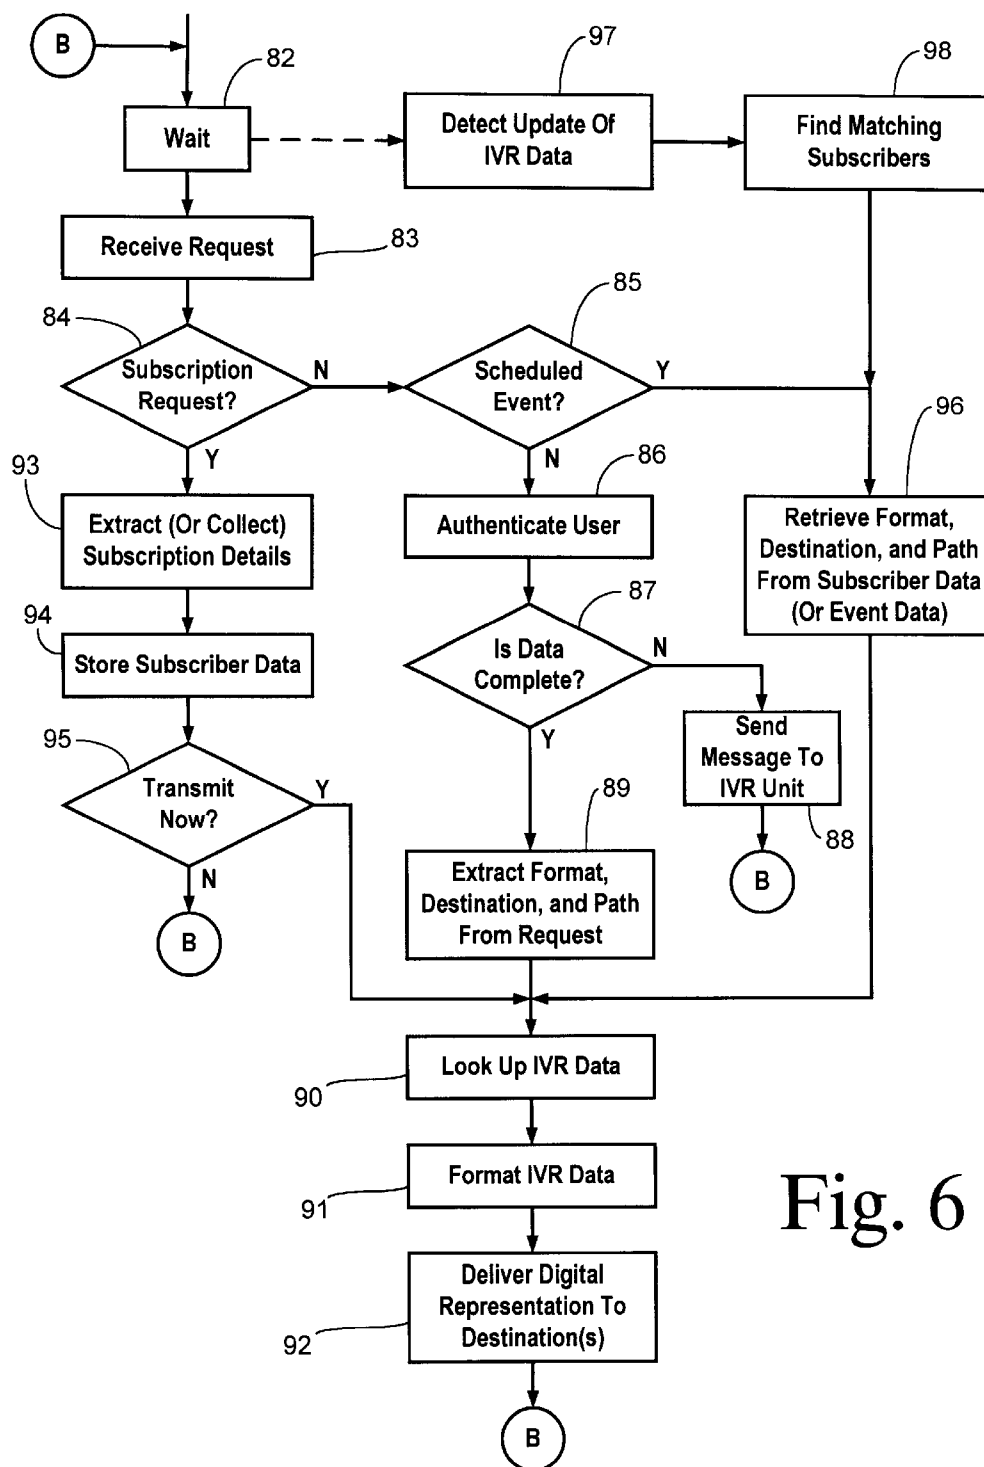 B
82
97
98
Wait
Detect Update Of
IVR Data
Find Matching
Subscribers
Receive Request
83
84
85
Subscription
Request?
N
Scheduled
Event?
Y
Y
N
93
86
96
Extract (Or Collect)
Subscription Details
Authenticate User
Retrieve Format,
Destination, and Path
From Subscriber Data
(Or Event Data)
94
87
Store Subscriber Data
Is Data
Complete?
N
Y
95
Send
Message To
IVR Unit
88
Transmit
Now?
Y
N
89
B
B
Extract Format,
Destination, and Path
From Request
Look Up IVR Data
90
Format IVR Data
91
Fig. 6
Deliver Digital
Representation To
Destination(s)
92
B